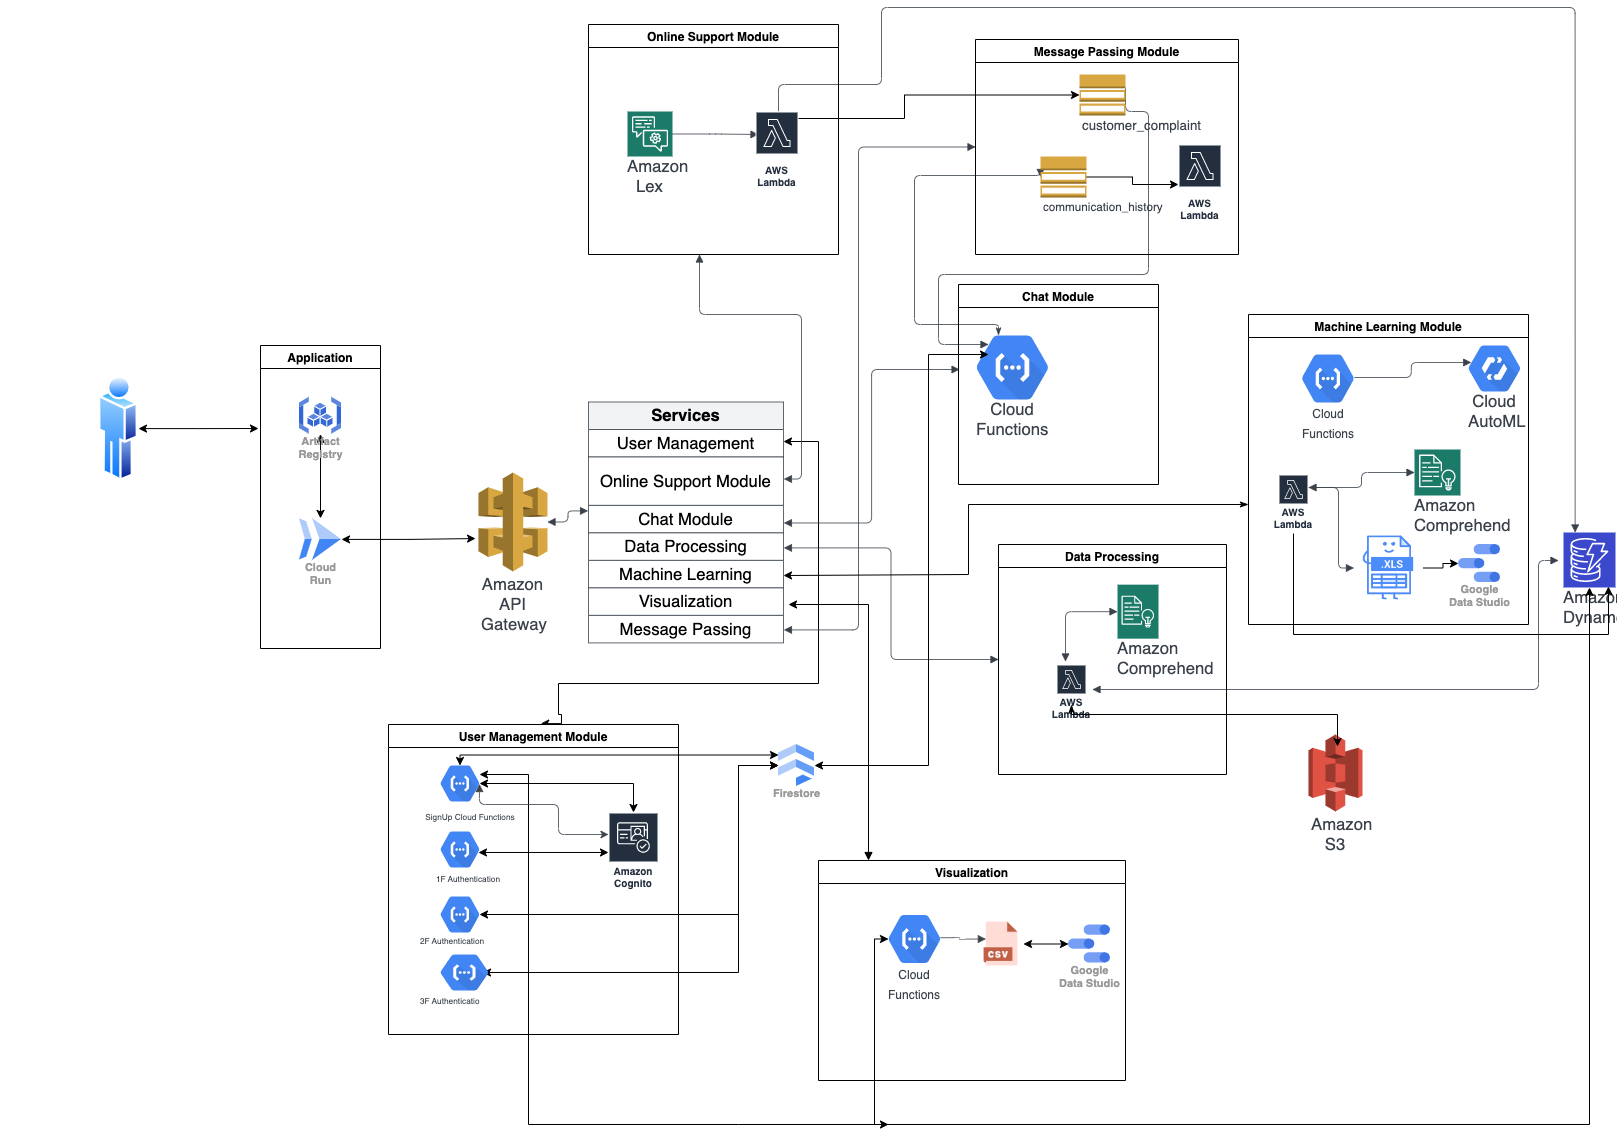 Online Support Module
Amazon
Lex
AWS
Lambda
Message Passing Module
customer_complaint
communication_history
AWS
Lambda
Chat Module
Cloud
Functions
Machine Learning Module
Cloud
Functions
Cloud
AutoML
AWS
Lambda
Amazon
Comprehend
.XLS
Google
Data Studio
Amazo
Dynam
Application
Artifact
Registry
Cloud
Run
Amazon
API
Gateway
Services
User Management
Online Support Module
Chat Module
Data Processing
Machine Learning
Visualization
Message Passing
Data Processing
Amazon
Comprehend
AWS
Lambda
Amazon
S3
User Management Module
SignUp Cloud Functions
1F Authentication
2F Authentication
3F Authenticatio
Amazon
Cognito
Firestore
Visualization
Cloud
Functions
CSV
Google
Data Studio